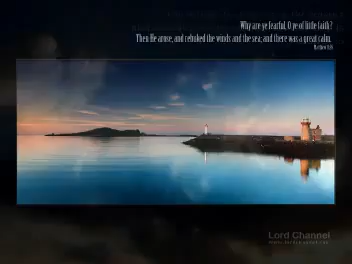 Why are ye fearful, O ye of little faith?
Then He arose, and rebuked the winds and the sea; and there was a great calm.
Matthew 8:26
Lord Channel